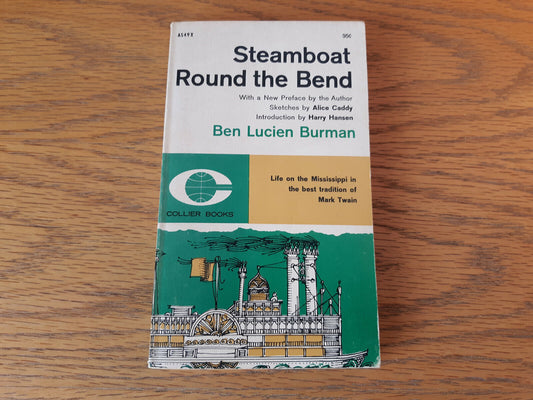 AS49X 95¢
Steamboat
Round the Bend
With a New Preface by the Author
Sketches by Alice Caddy
Introduction by Harry Hansen
Ben Lucien Burman
Life on the Mississippi in
the best tradition of
Mark Twain
COLLIER BOOKS